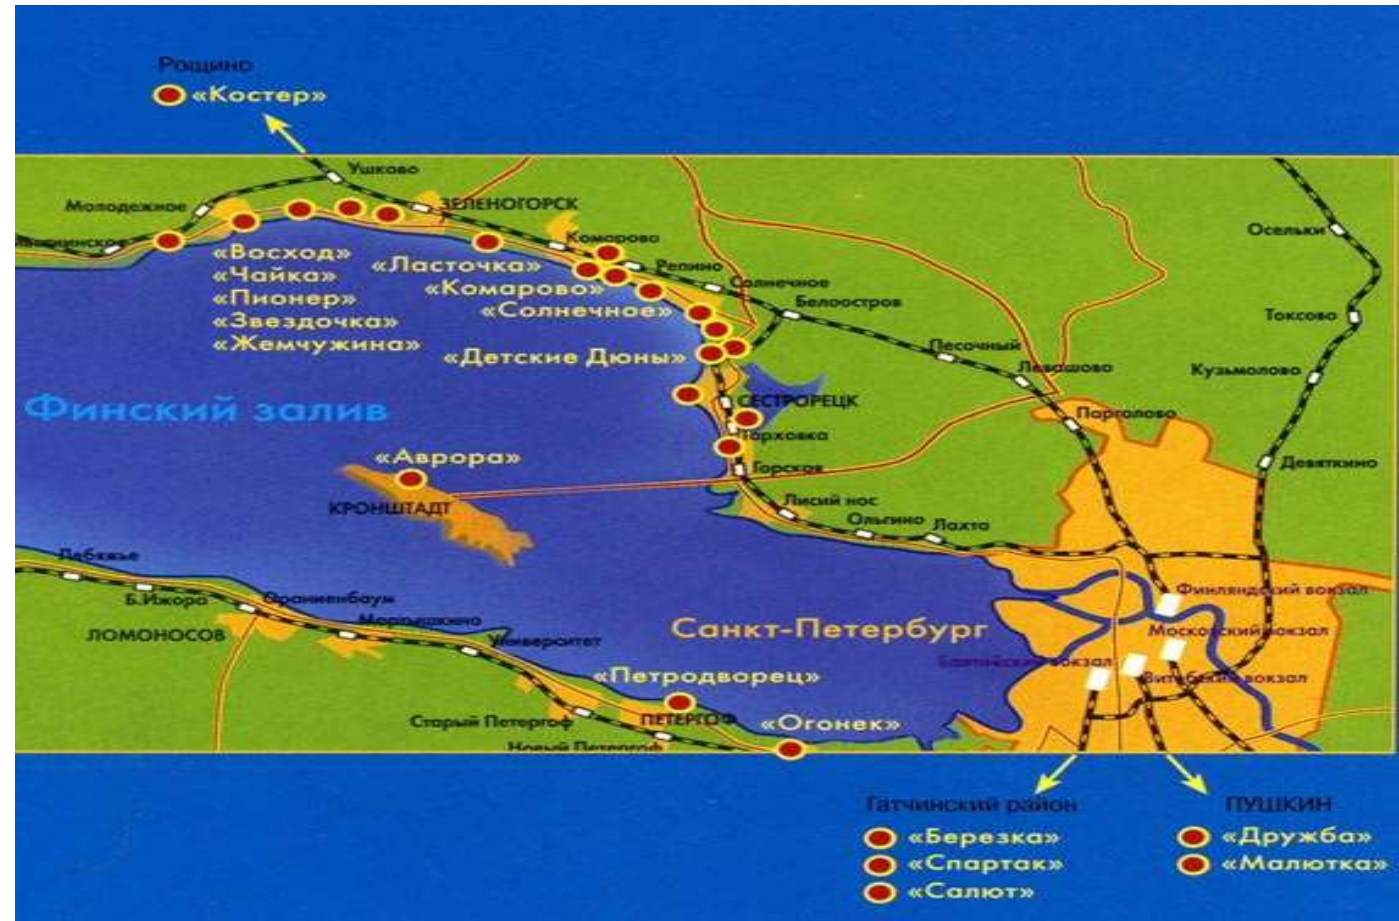 Рощино
«Костер»
Ушково
Молодежное
ЗЕЛЕНОГОРСК
Осельки
Комарово
«Восход»
«Ласточка»
Репино
«Чайка»
«Комарово»
Солнечное
«Пионер»
«Солнечное»
Белоостров
«Звездочка»
Токсово
«Жемчужина»
«Детские Дюны»
Песочный
Левашово
Кузьмолово
Финский залив
СЕСТРОРЕЦК
Парголово
Тарховка
«Аврора»
Горская
Девяткино
КРОНШТАДТ
Лисий нос
Ольгино
Лахта
Лебяжье
Б.Ижора
Ораниенбаум
Финляндский вокзал
Мартышкино
ЛОМОНОСОВ
Университет
Санкт-Петербург
Московский вокзал
Балтийский вокзал
«Петродворец»
Витебский вокзал
Старый Петергоф
ПЕТЕРГОФ
«Огонек»
Новый Петергоф
Гатчинский район
ПУШКИН
«Березка»
«Дружба»
«Спартак»
«Малютка»
«Салют»